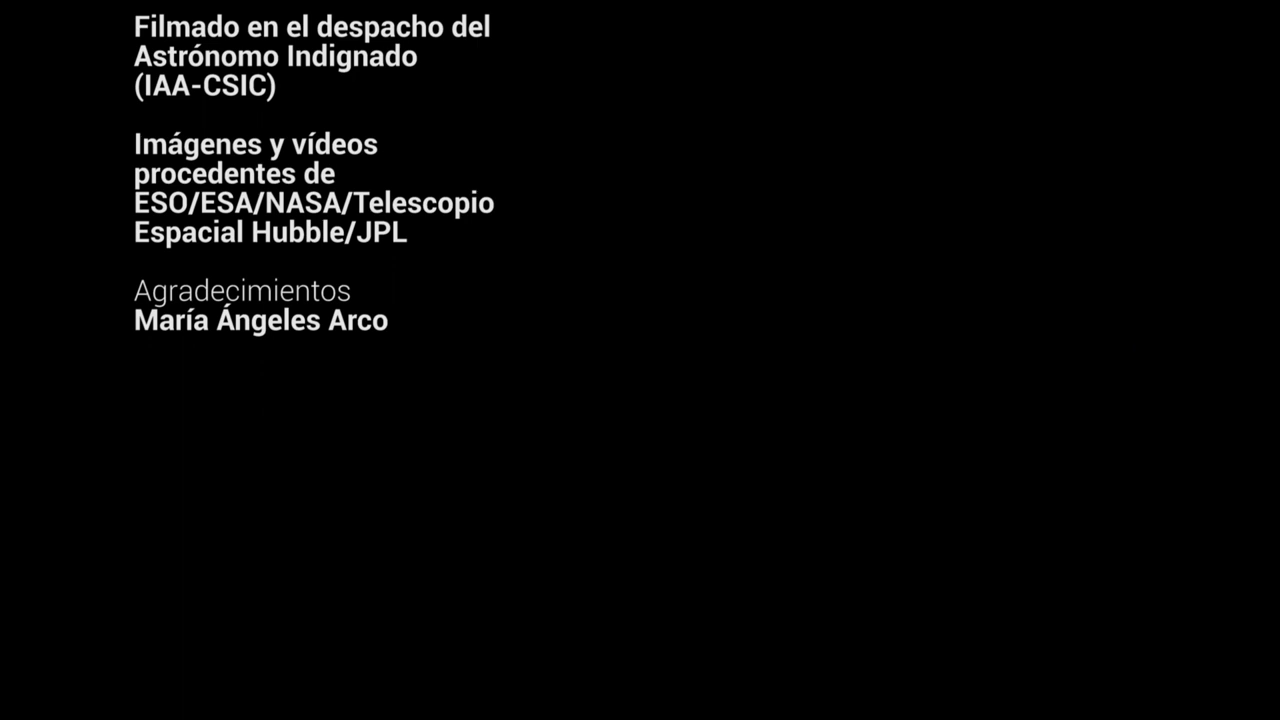 Filmado en el despacho del
Astrónomo Indignado
(IAA-CSIC)
Imágenes y vídeos
procedentes de
ESO/ESA/NASA/Telescopio
Espacial Hubble/JPL
Agradecimientos
María Ángeles Arco